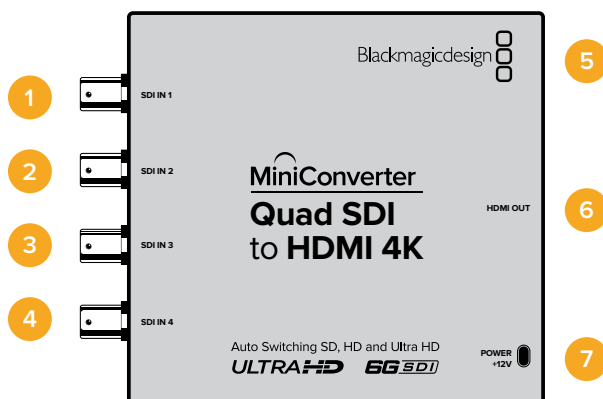 Blackmagicdesign
1
SDI IN 1
5
2
SDI IN 2
MiniConverter
Quad SDI
to HDMI 4K
HDMI OUT
6
3
SDI IN 3
4
SDI IN 4
Auto Switching SD, HD and Ultra HD
ULTRA HD 6G SDI
POWER
+12V
7